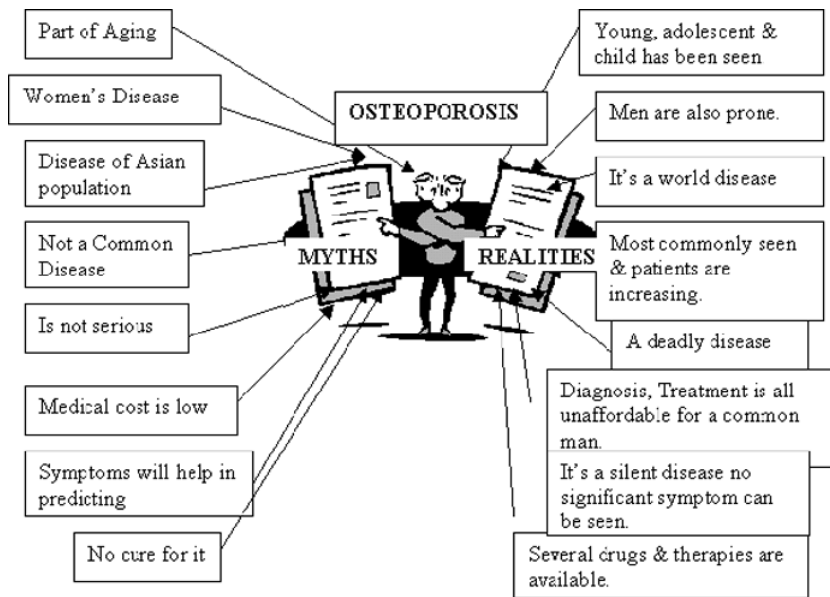 Part of Aging
Women's Disease
Disease of Asian
population
Not a Common
Disease
Is not serious
Medical cost is low
Symptoms will help in
predicting
No cure for it
OSTEOPOROSIS
MYTHS
REALITIES
Young, adolescent &
child has been seen
Men are also prone.
It's a world disease
Most commonly seen
& patients are
increasing.
A deadly disease
Diagnosis, Treatment is all
unaffordable for a common
man.
It's a silent disease no
significant symptom can
be seen.
Several drugs & therapies are
available.